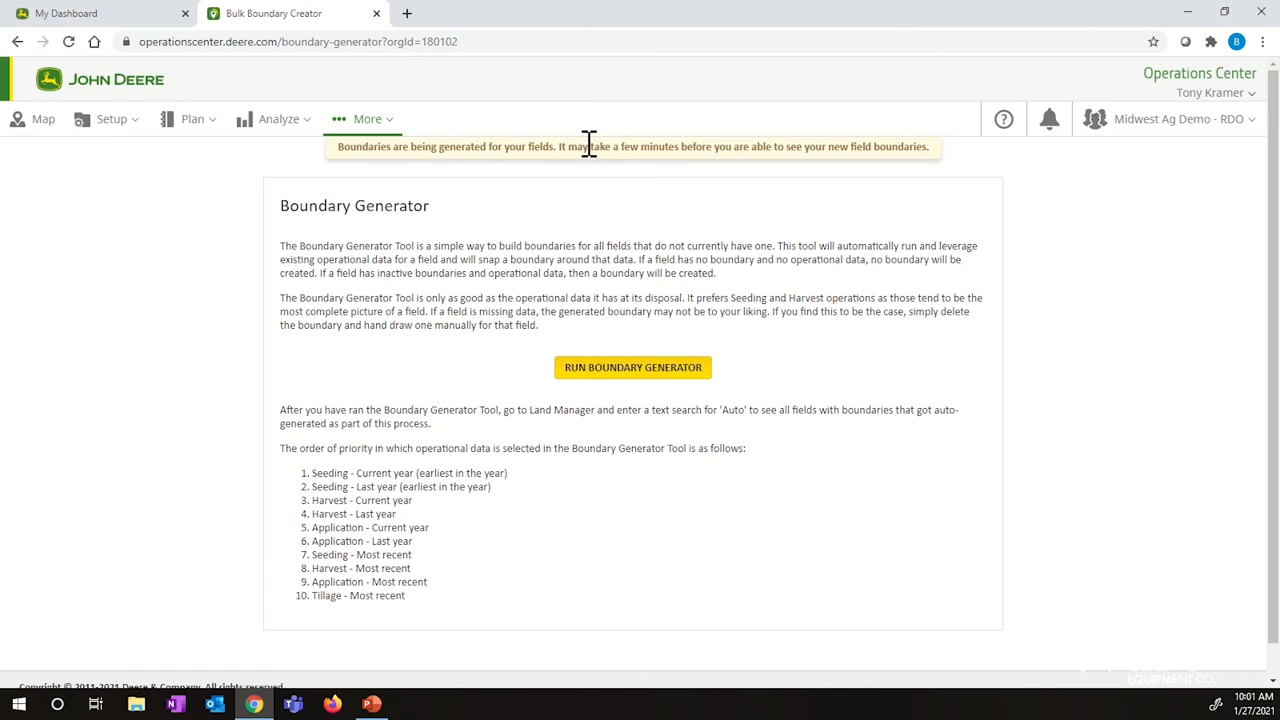 My Dashboard
Bulk Boundary Creator
operationscenter.deere.com/boundary-generator?orgId=180102
B
JOHN DEERE
Operations Center
Tony Kramer
Map
Setup
Plan
Analyze
More
Midwest Ag Demo - RDO
Boundaries are being generated for your fields. It may take a few minutes before you are able to see your new field boundaries.
Boundary Generator
The Boundary Generator Tool is a simple way to build boundaries for all fields that do not currently have one. This tool will automatically run and leverage
existing operational data for a field and will snap a boundary around that data. If a field has no boundary and no operational data, no boundary will be
created. If a field has inactive boundaries and operational data, then a boundary will be created.
The Boundary Generator Tool is only as good as the operational data it has at its disposal. It prefers Seeding and Harvest operations as those tend to be the
most complete picture of a field. If a field is missing data, the generated boundary may not be to your liking. If you find this to be the case, simply delete
the boundary and hand draw one manually for that field.
RUN BOUNDARY GENERATOR
After you have ran the Boundary Generator Tool, go to Land Manager and enter a text search for 'Auto' to see all fields with boundaries that got auto-
generated as part of this process.
The order of priority in which operational data is selected in the Boundary Generator Tool is as follows:
1. Seeding - Current year (earliest in the year)
2. Seeding - Last year (earliest in the year)
3. Harvest - Current year
4. Harvest - Last year
5. Application - Current year
6. Application - Last year
7. Seeding - Most recent
8. Harvest - Most recent
9. Application - Most recent
10. Tillage - Most recent
Copyright © 2011-2021 Deere & Company. All rights reserved.
EQUIPMENT CO.
10:01 AM
1/27/2021